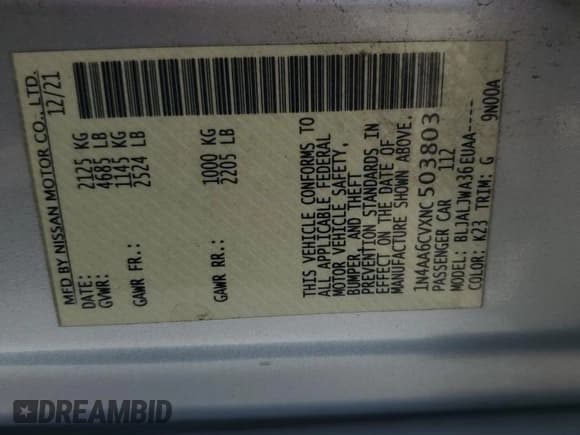 MFD BY NISSAN MOTOR CO., LTD.
DATE: 12/21
GVWR: 2125 KG
4685 LB
GAWR FR.: 1145 KG
2524 LB
GAWR RR.: 1000 KG
2205 LB
THIS VEHICLE CONFORMS TO
ALL APPLICABLE FEDERAL
MOTOR VEHICLE SAFETY,
BUMPER, AND THEFT
PREVENTION STANDARDS IN
EFFECT ON THE DATE OF
MANUFACTURE SHOWN ABOVE.
1N4AA6CVXNC503803
PASSENGER CAR 112
MODEL: BLJALJWA36EUAA-----
COLOR: K23 TRIM: G 9N00A
DREAMBID